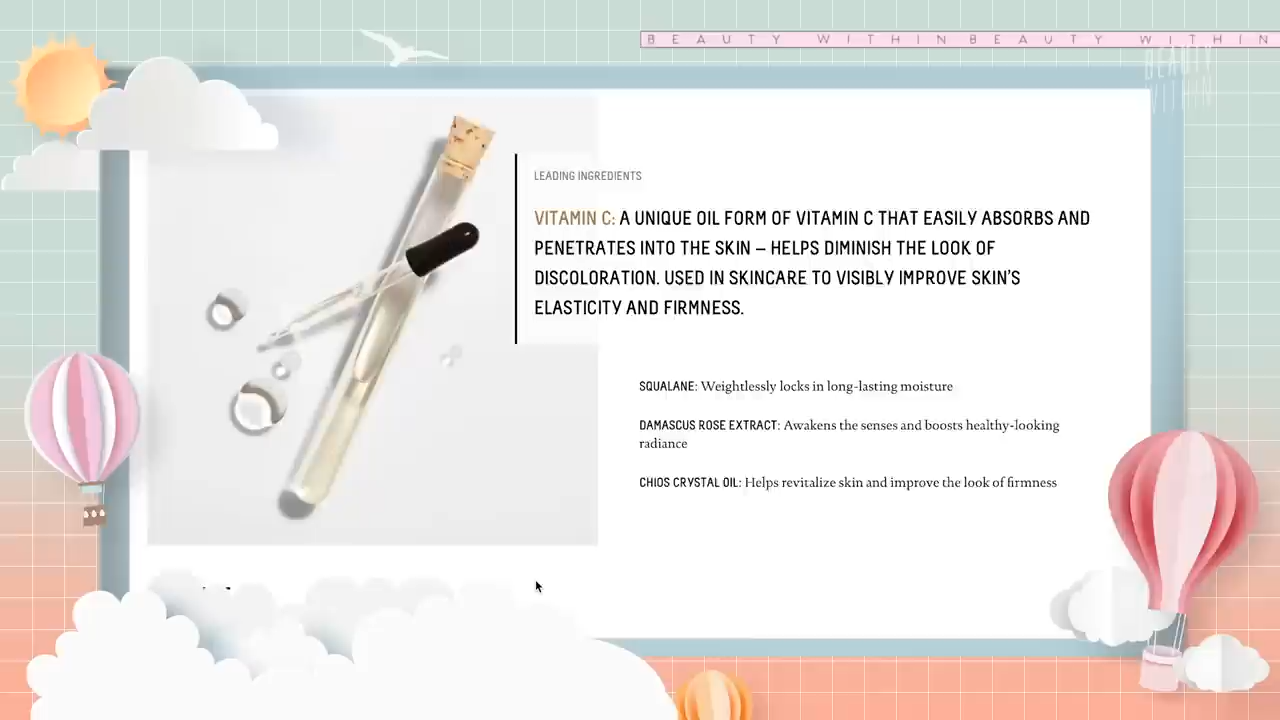 BEAUTY WITHIN BEAUTY WITHIN
BEAUTY
WITHIN
LEADING INGREDIENTS
VITAMIN C: A UNIQUE OIL FORM OF VITAMIN C THAT EASILY ABSORBS AND
PENETRATES INTO THE SKIN – HELPS DIMINISH THE LOOK OF
DISCOLORATION. USED IN SKINCARE TO VISIBLY IMPROVE SKIN'S
ELASTICITY AND FIRMNESS.
SQUALANE: Weightlessly locks in long-lasting moisture
DAMASCUS ROSE EXTRACT: Awakens the senses and boosts healthy-looking
radiance
CHIOS CRYSTAL OIL: Helps revitalize skin and improve the look of firmness